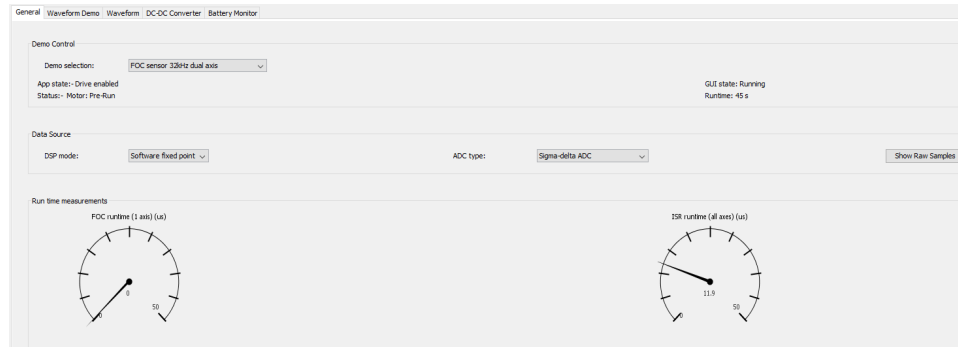 General Waveform Demo Waveform DC-DC Converter Battery Monitor
Demo Control
Demo selection: FOC sensor 32kHz dual axis
App state:- Drive enabled GUI state: Running
Status:- Motor: Pre-Run Runtime: 45 s
Data Source
DSP mode: Software fixed point ADC type: Sigma-delta ADC Show Raw Samples
Run time measurements
FOC runtime (1 axis) (us) ISR runtime (all axes) (us)
0 11.9
50 50
0 0